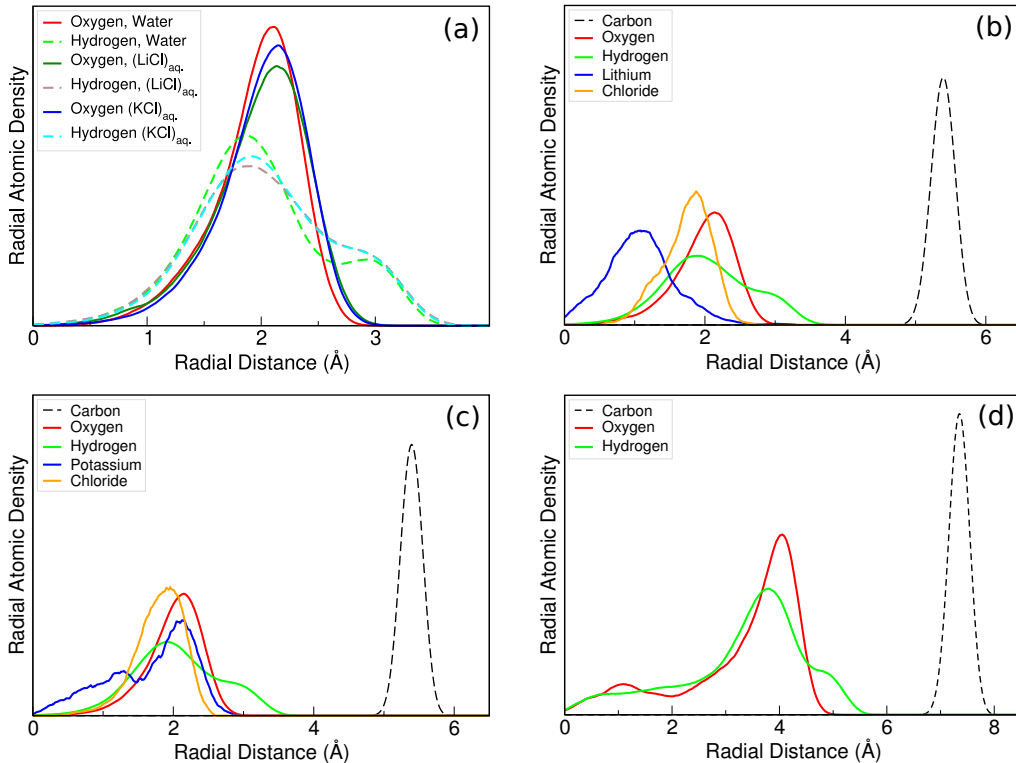 (a)
Oxygen, Water
Hydrogen, Water
Oxygen, (LiCl)aq.
Hydrogen, (LiCl)aq.
Oxygen (KCl)aq.
Hydrogen (KCl)aq.
Radial Atomic Density
0 1 2 3
Radial Distance (Å)
(b)
Carbon
Oxygen
Hydrogen
Lithium
Chloride
Radial Atomic Density
0 2 4 6
Radial Distance (Å)
(c)
Carbon
Oxygen
Hydrogen
Potassium
Chloride
Radial Atomic Density
0 2 4 6
Radial Distance (Å)
(d)
Carbon
Oxygen
Hydrogen
Radial Atomic Density
0 2 4 6 8
Radial Distance (Å)